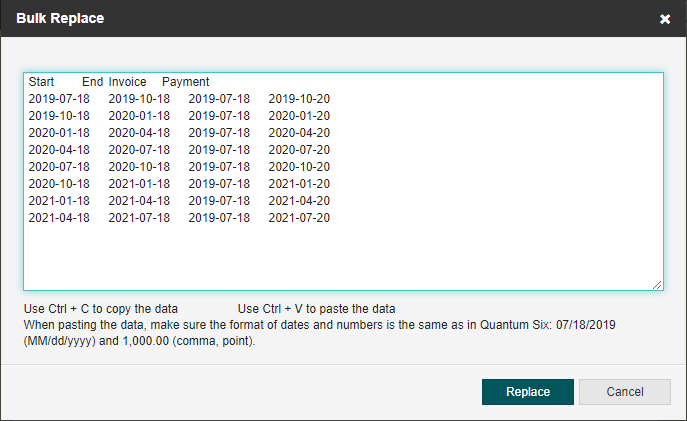 Bulk Replace
Start End Invoice Payment
2019-07-18 2019-10-18 2019-07-18 2019-10-20
2019-10-18 2020-01-18 2019-07-18 2020-01-20
2020-01-18 2020-04-18 2019-07-18 2020-04-20
2020-04-18 2020-07-18 2019-07-18 2020-07-20
2020-07-18 2020-10-18 2019-07-18 2020-10-20
2020-10-18 2021-01-18 2019-07-18 2021-01-20
2021-01-18 2021-04-18 2019-07-18 2021-04-20
2021-04-18 2021-07-18 2019-07-18 2021-07-20
Use Ctrl + C to copy the data Use Ctrl + V to paste the data
When pasting the data, make sure the format of dates and numbers is the same as in Quantum Six: 07/18/2019
(MM/dd/yyyy) and 1,000.00 (comma, point).
Replace Cancel